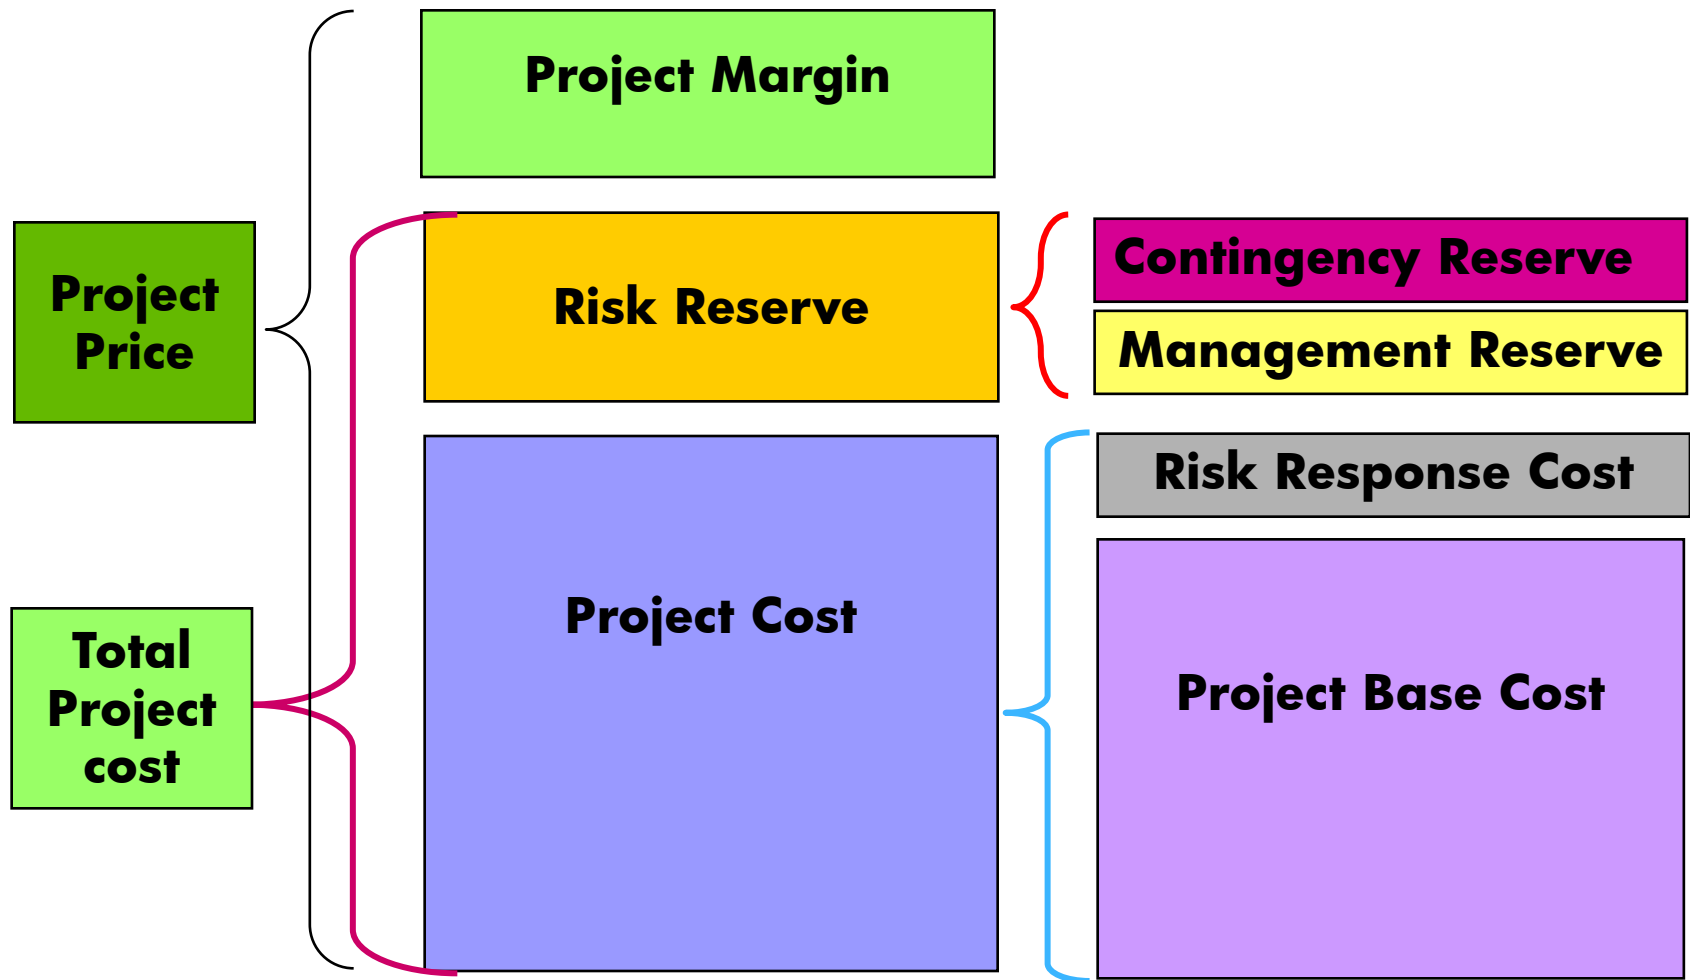 Project Margin
Project
Price
Risk Reserve
Contingency Reserve
Management Reserve
Risk Response Cost
Total
Project
cost
Project Cost
Project Base Cost